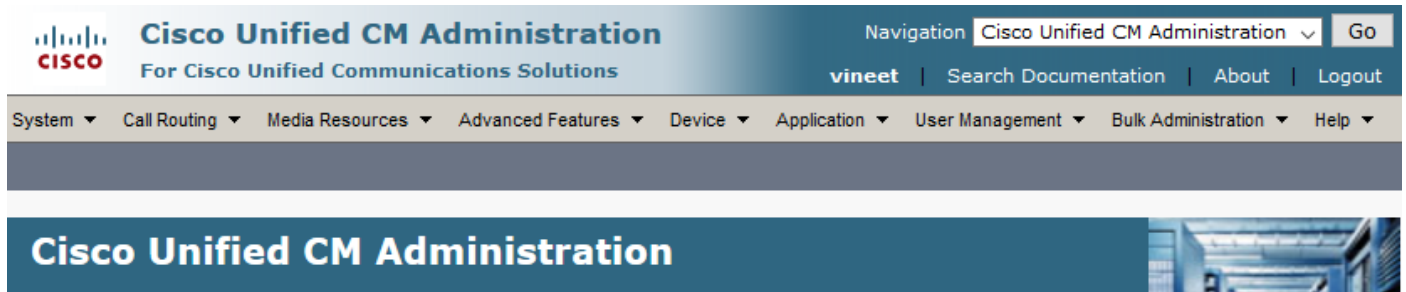 CISCO
Cisco Unified CM Administration
For Cisco Unified Communications Solutions
Navigation Cisco Unified CM Administration Go
vineet | Search Documentation | About | Logout
System Call Routing Media Resources Advanced Features Device Application User Management Bulk Administration Help
Cisco Unified CM Administration